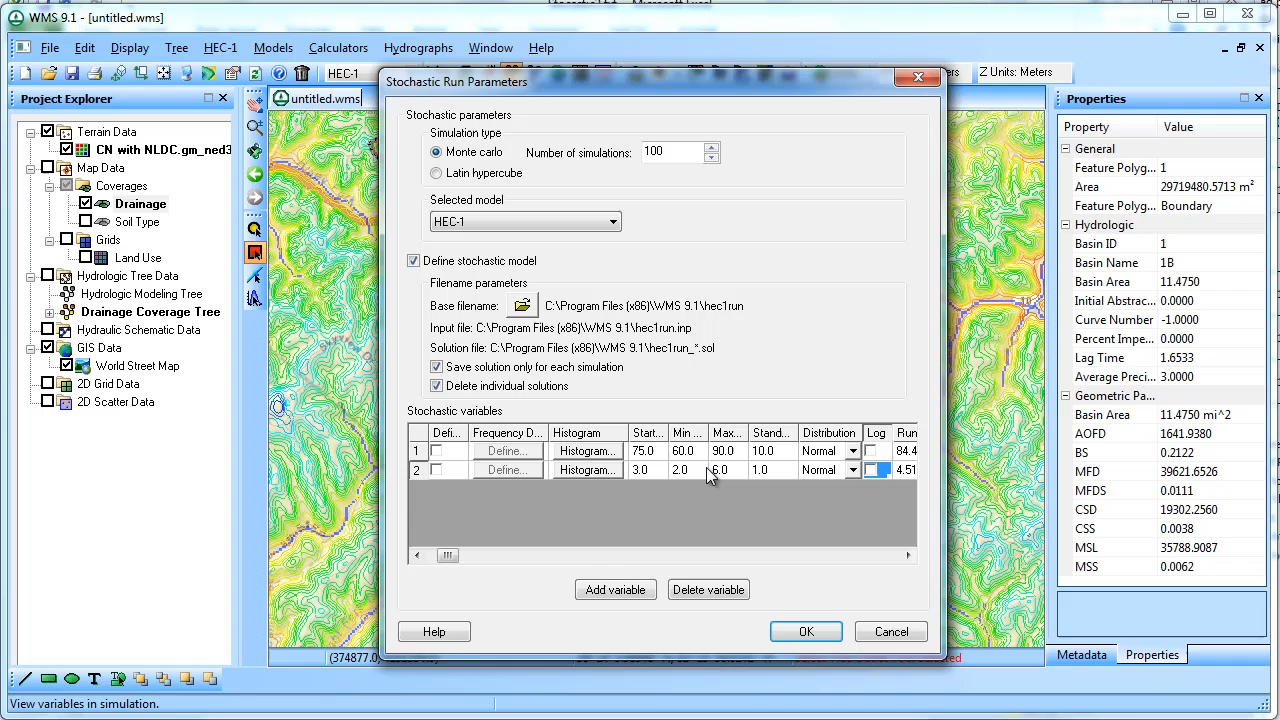 WMS 9.1 - [untitled.wms]
File Edit Display Tree HEC-1 Models Calculators Hydrographs Window Help
HEC-1
Z Units: Meters
Project Explorer
Terrain Data
CN with NLDC.gm_ned3
Map Data
Coverages
Drainage
Soil Type
Grids
Land Use
Hydrologic Tree Data
Hydrologic Modeling Tree
Drainage Coverage Tree
Hydraulic Schematic Data
GIS Data
World Street Map
2D Grid Data
2D Scatter Data
untitled.wms
Stochastic Run Parameters
Stochastic parameters
Simulation type
Monte carlo Number of simulations: 100
Latin hypercube
Selected model
HEC-1
Define stochastic model
Filename parameters
Base filename: C:\Program Files (x86)\WMS 9.1\hec1run
Input file: C:\Program Files (x86)\WMS 9.1\hec1run.inp
Solution file: C:\Program Files (x86)\WMS 9.1\hec1run_*.sol
Save solution only for each simulation
Delete individual solutions
Stochastic variables
Defi... Frequency D... Histogram Start... Min ... Max... Stand... Distribution Log Run
1 Define... Histogram... 75.0 60.0 90.0 10.0 Normal 84.4
2 Define... Histogram... 3.0 2.0 6.0 1.0 Normal 4.51
Add variable Delete variable
Help OK Cancel
Properties
Property Value
General
Feature Polyg... 1
Area 29719480.5713 m²
Feature Polyg... Boundary
Hydrologic
Basin ID 1
Basin Name 1B
Basin Area 11.4750
Initial Abstrac... 0.0000
Curve Number -1.0000
Percent Impe... 0.0000
Lag Time 1.6533
Average Preci... 3.0000
Geometric Pa...
Basin Area 11.4750 mi^2
AOFD 1641.9380
BS 0.2122
MFD 39621.6526
MFDS 0.0111
CSD 19302.2560
CSS 0.0038
MSL 35788.9087
MSS 0.0062
Metadata Properties
(374877.0,
View variables in simulation.